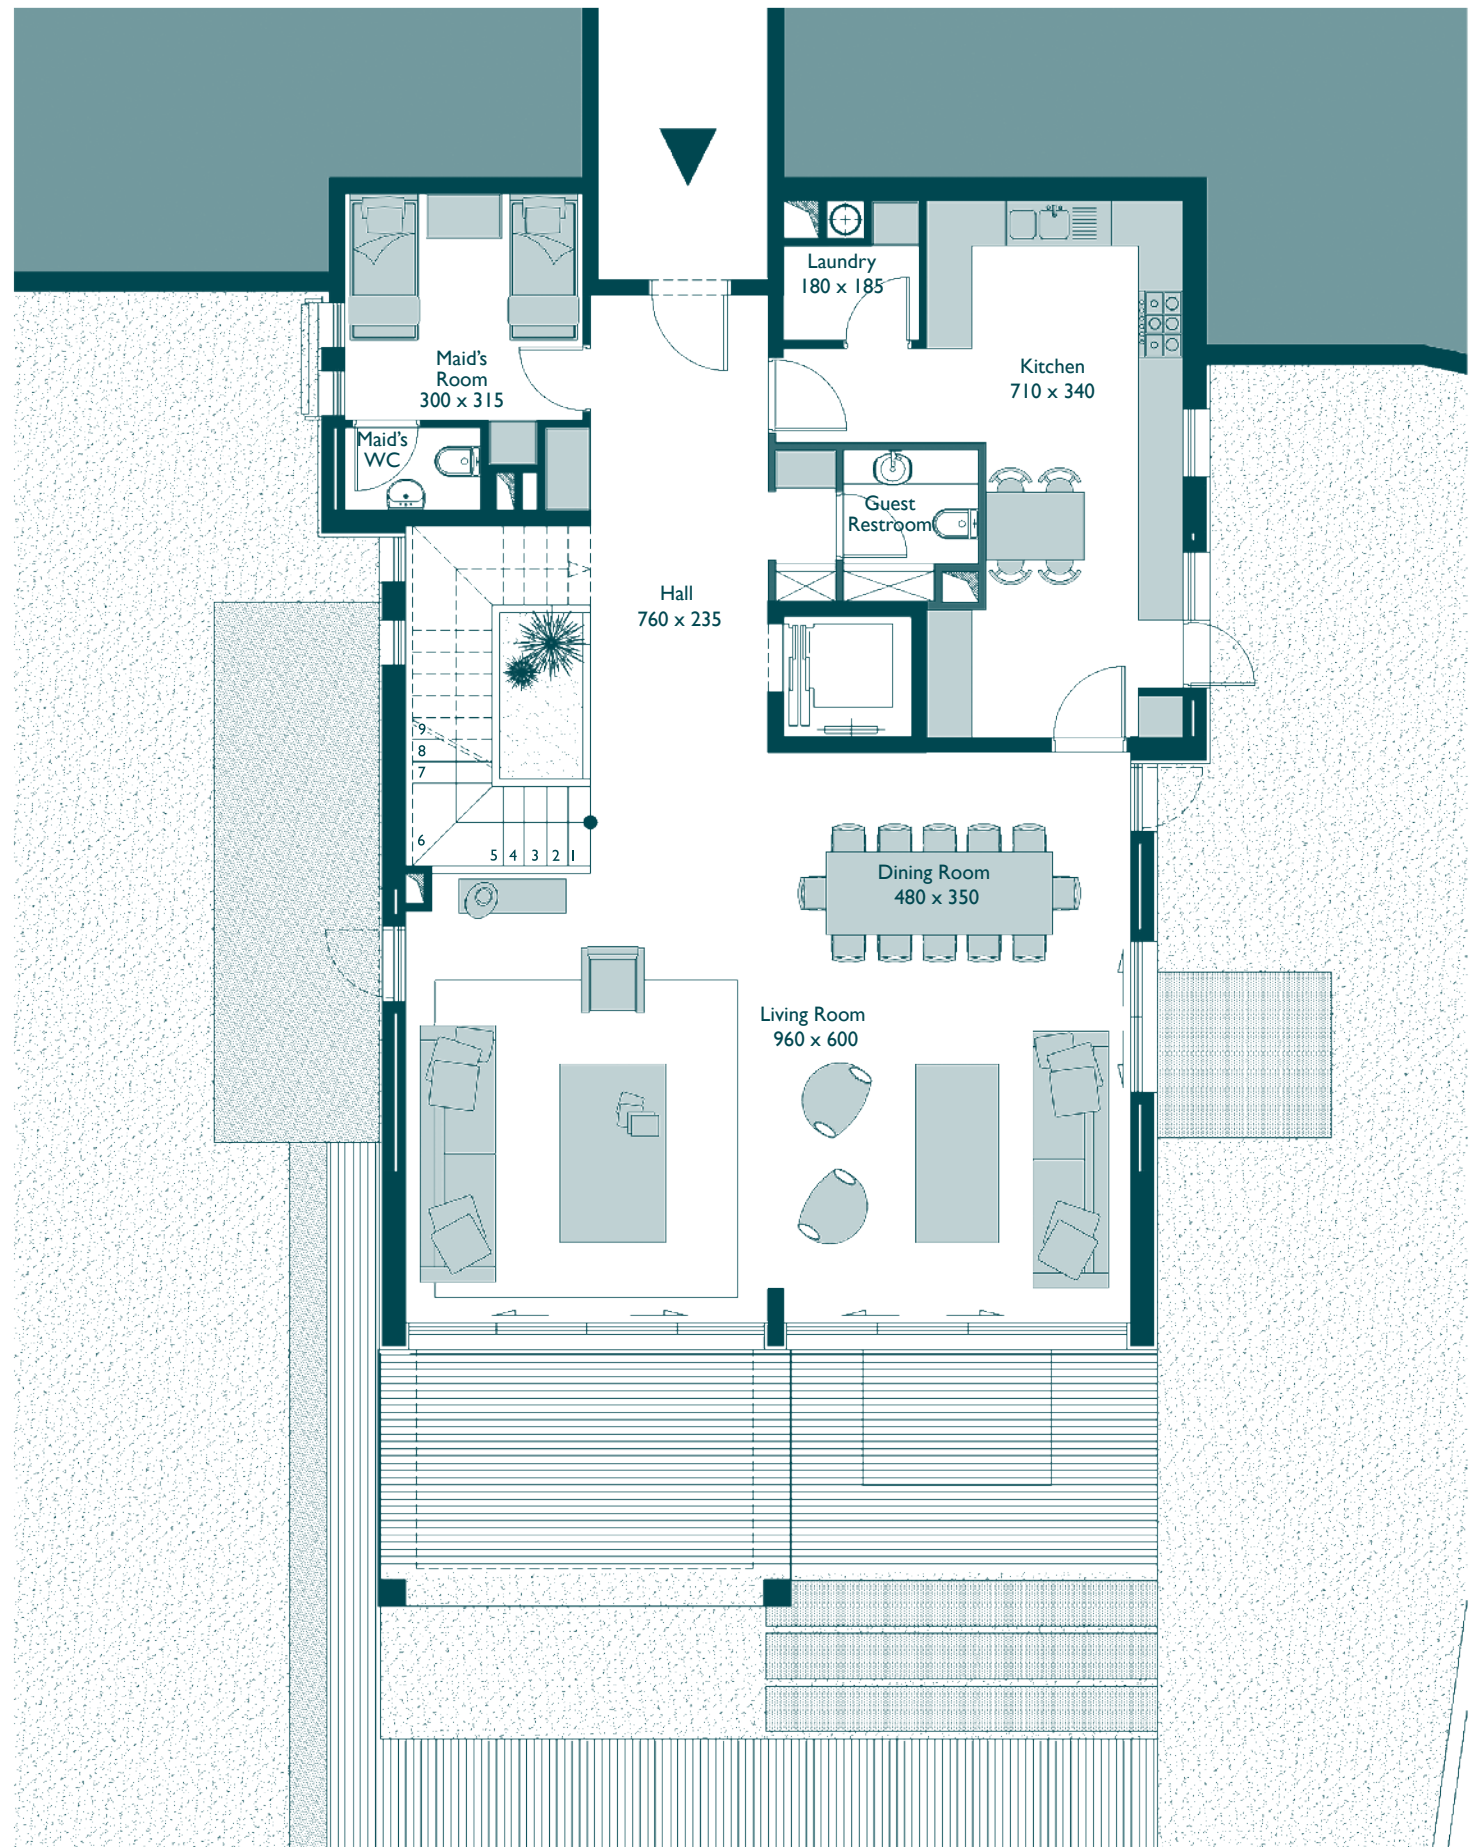 Laundry
180 x 185
Maid's
Room
300 x 315
Kitchen
710 x 340
Maid's
WC
Guest
Restroom
Hall
760 x 235
9
8
7
6
5 4 3 2 1
Dining Room
480 x 350
Living Room
960 x 600